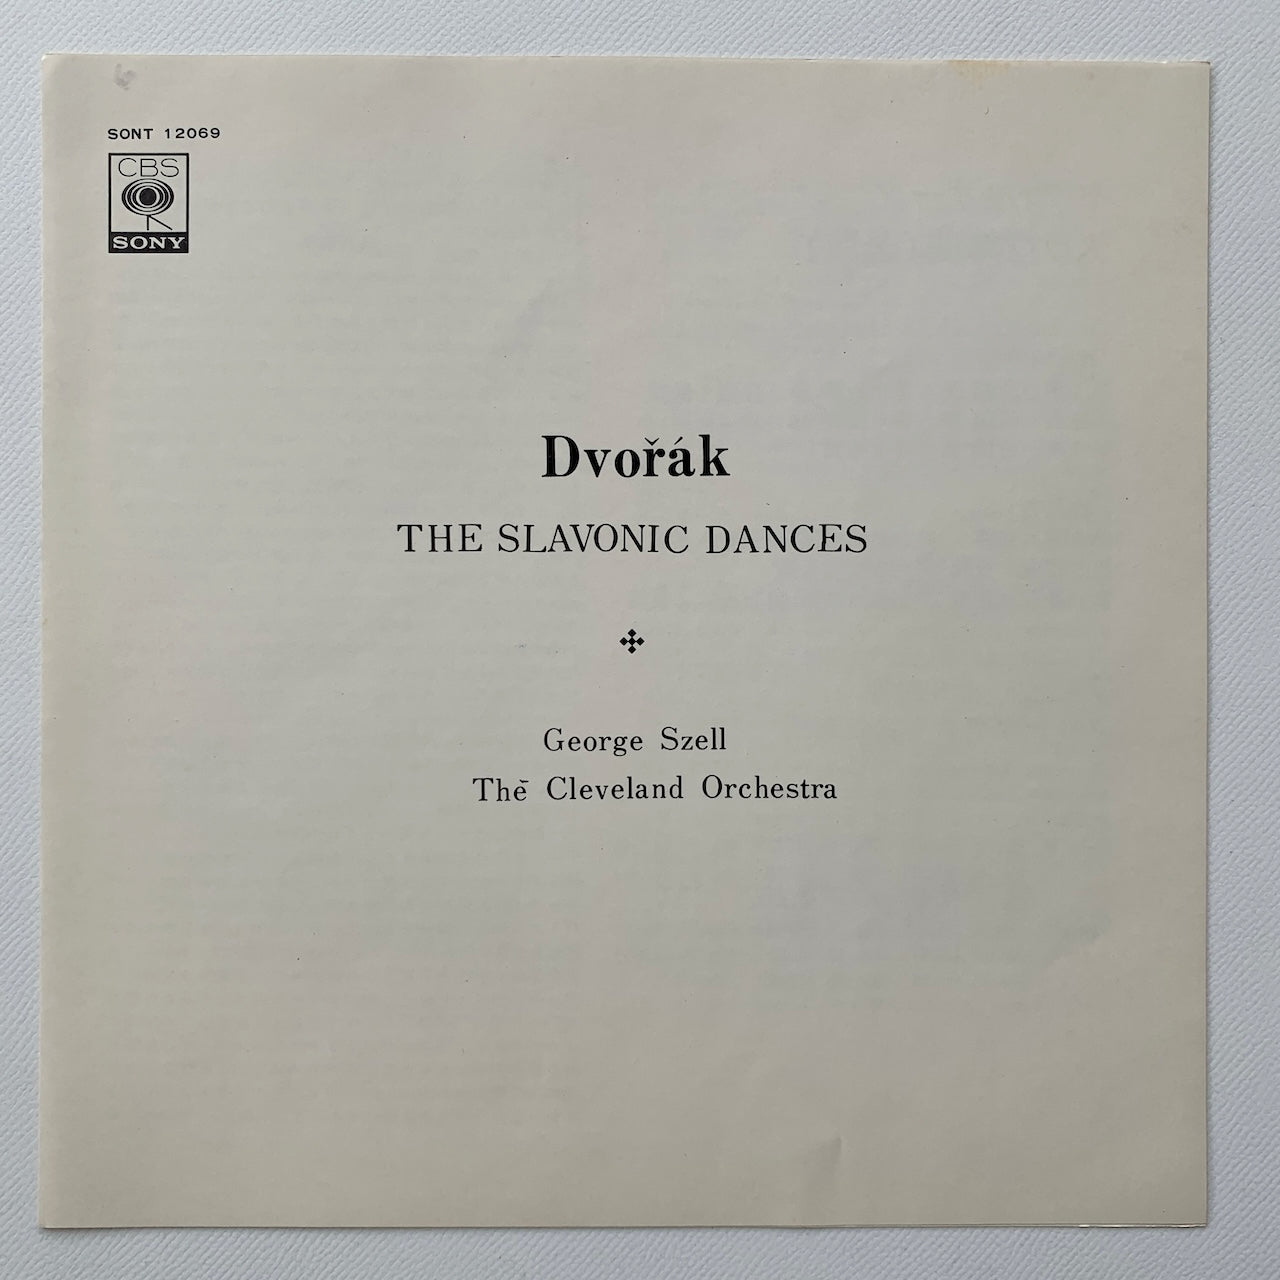 SONT 12069
CBS
SONY
Dvořák
THE SLAVONIC DANCES
George Szell
The Cleveland Orchestra